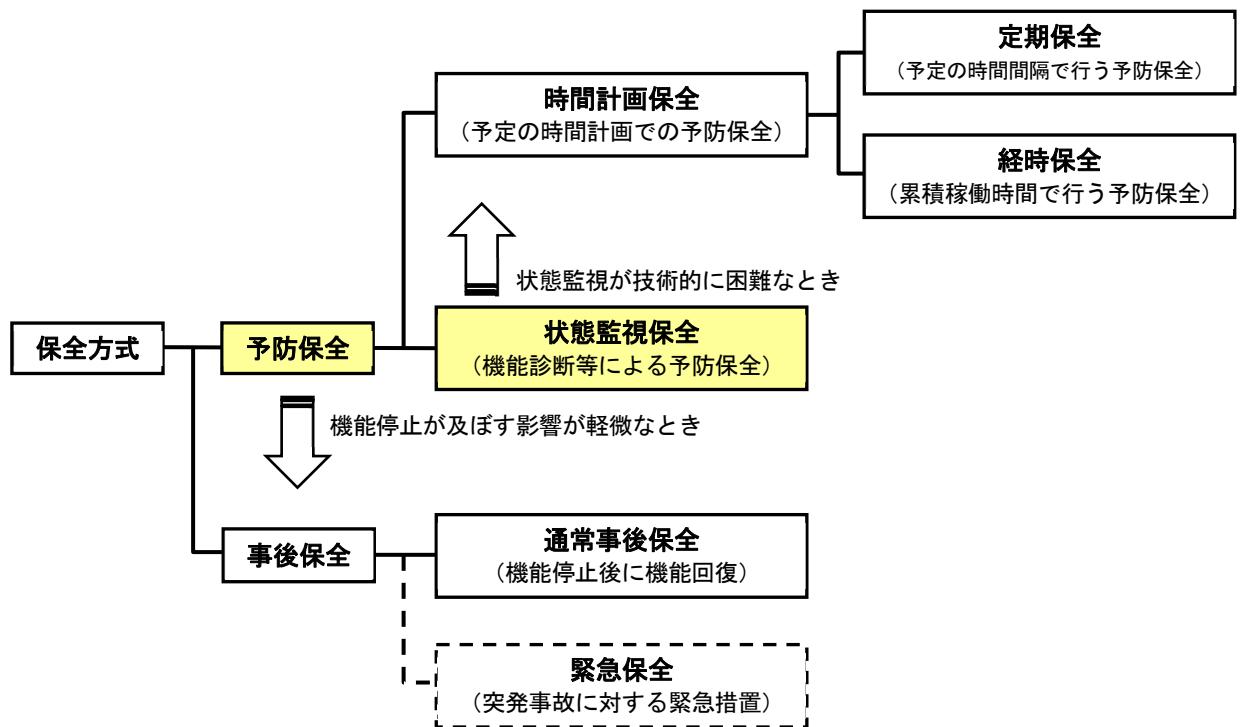 定期保全
（予定の時間間隔で行う予防保全）
時間計画保全
（予定の時間計画での予防保全）
経時保全
（累積稼働時間で行う予防保全）
状態監視が技術的に困難なとき
保全方式
予防保全
状態監視保全
（機能診断等による予防保全）
機能停止が及ぼす影響が軽微なとき
事後保全
通常事後保全
（機能停止後に機能回復）
緊急保全
（突発事故に対する緊急措置）